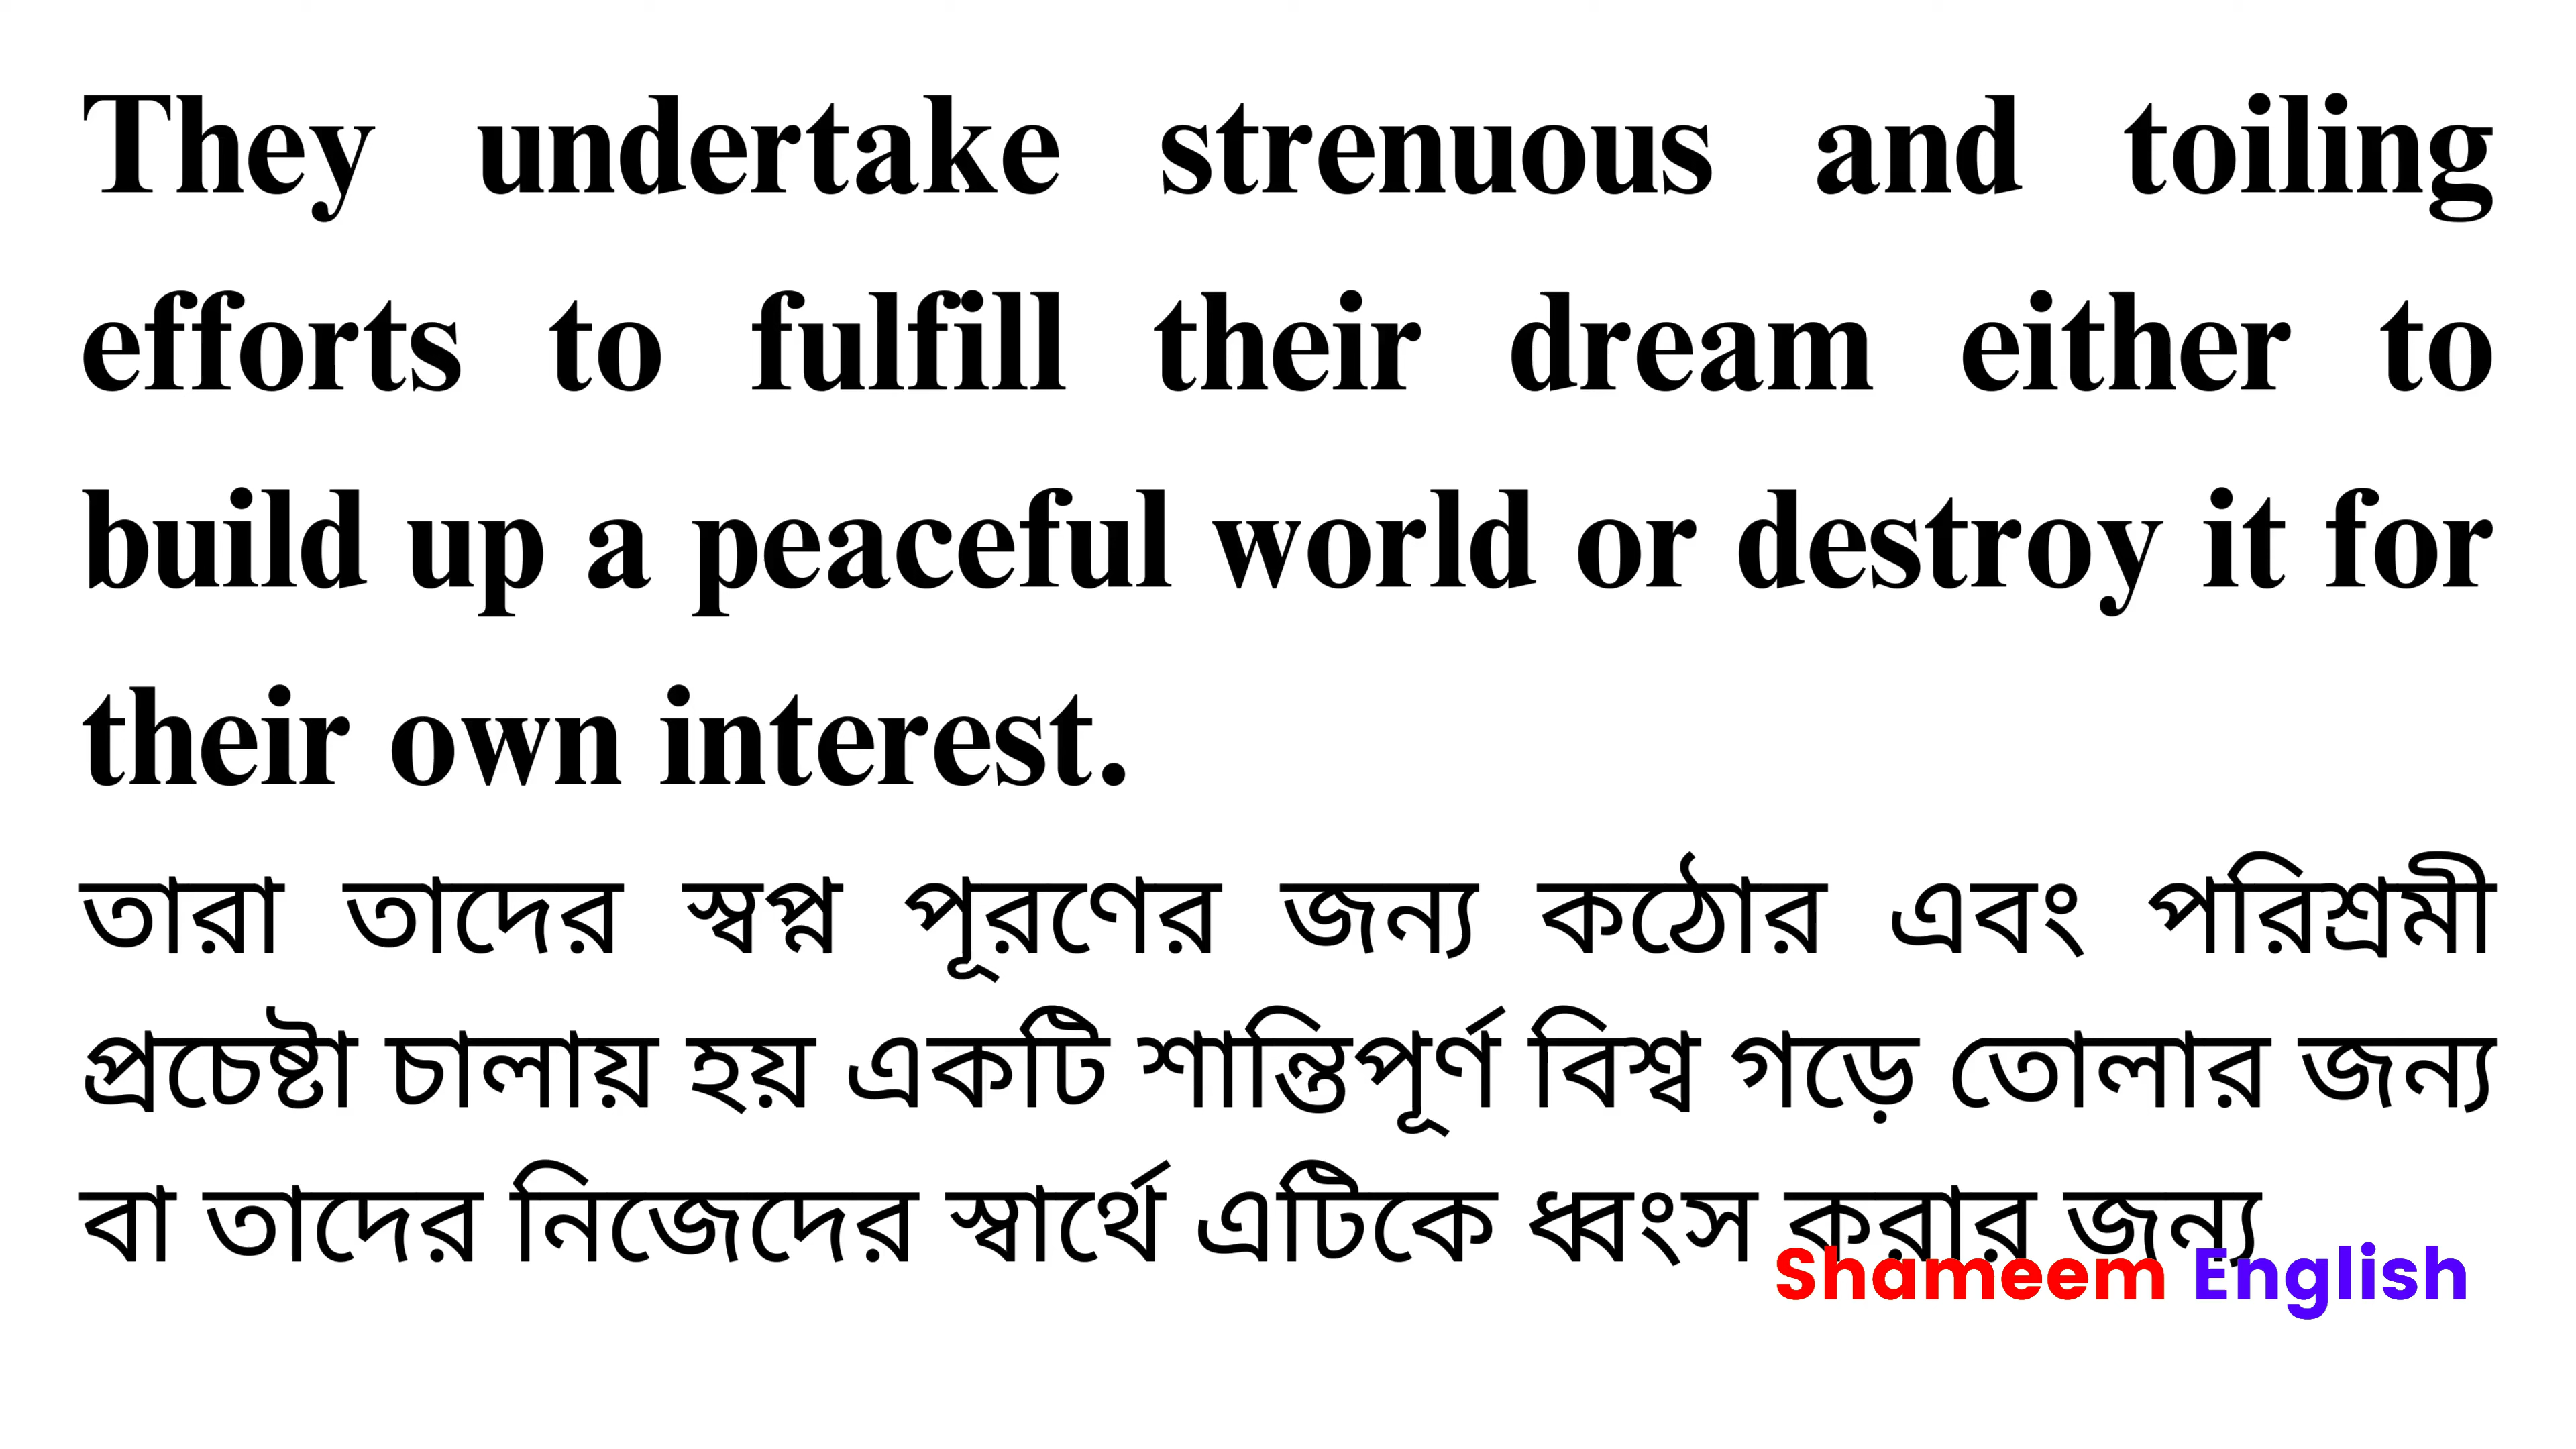 They undertake strenuous and toiling
efforts to fulfill their dream either to
build up a peaceful world or destroy it for
their own interest.
তারা তাদের স্বপ্ন পূরণের জন্য কঠোর এবং পরিশ্রমী
প্রচেষ্টা চালায় হয় একটি শান্তিপূর্ণ বিশ্ব গড়ে তোলার জন্য
বা তাদের নিজেদের স্বার্থে এটিকে ধ্বংস করার জন্য
Shameem English